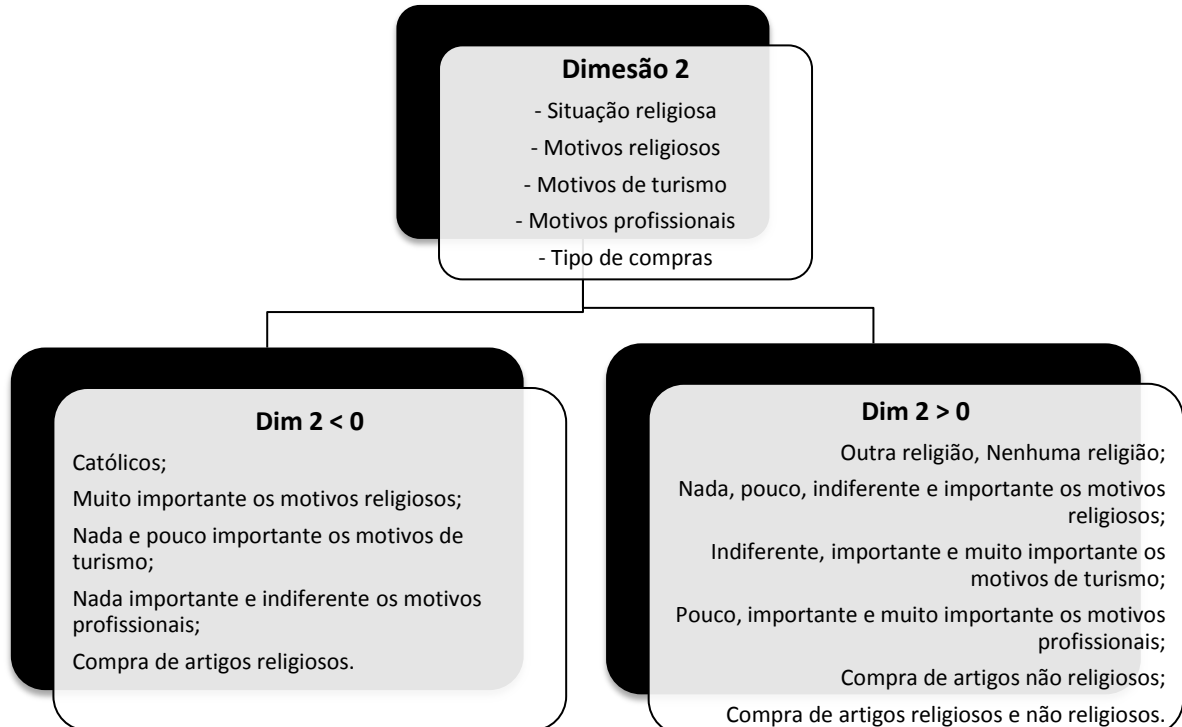 Dimesão 2
- Situação religiosa
- Motivos religiosos
- Motivos de turismo
- Motivos profissionais
- Tipo de compras
Dim 2 < 0
Católicos;
Muito importante os motivos religiosos;
Nada e pouco importante os motivos de
turismo;
Nada importante e indiferente os motivos
profissionais;
Compra de artigos religiosos.
Dim 2 > 0
Outra religião, Nenhuma religião;
Nada, pouco, indiferente e importante os motivos
religiosos;
Indiferente, importante e muito importante os
motivos de turismo;
Pouco, importante e muito importante os motivos
profissionais;
Compra de artigos não religiosos;
Compra de artigos religiosos e não religiosos.